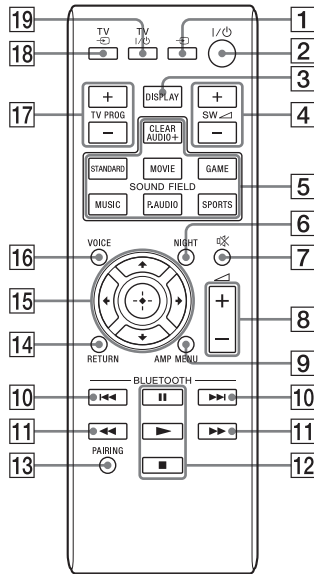 19 TV TV 1
18 I/⏻ I/⏻ 2
17 + DISPLAY + 3
TV PROG SW 4
− CLEAR AUDIO+ −
STANDARD MOVIE GAME 5
SOUND FIELD
MUSIC P.AUDIO SPORTS
16 VOICE NIGHT 6
7
15 + 8
−
14 RETURN AMP MENU 9
BLUETOOTH
10 10
11 11
13 PAIRING 12